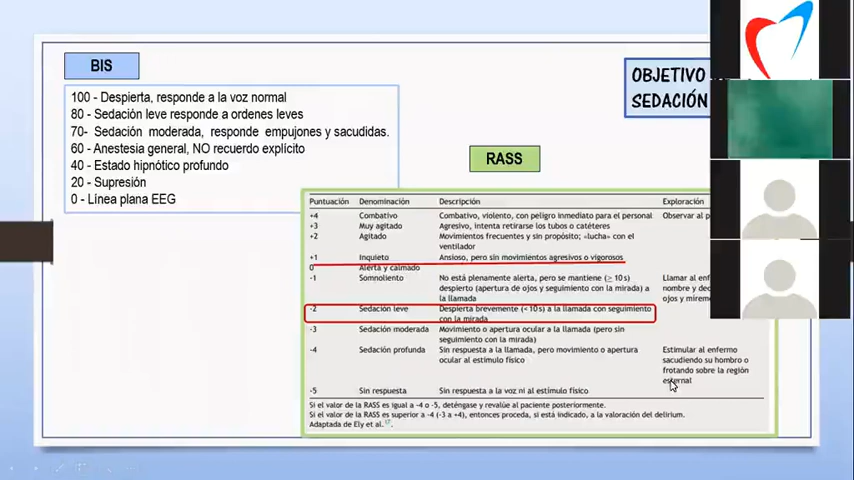 BIS
100 - Despierta, responde a la voz normal
80 - Sedación leve responde a ordenes leves
70- Sedación moderada, responde empujones y sacudidas.
60 - Anestesia general, NO recuerdo explícito
40 - Estado hipnótico profundo
20 - Supresión
0 - Línea plana EEG
OBJETIVO
SEDACIÓN
RASS
Puntuación Denominación Descripción Exploración
+4 Combativo Combativo, violento, con peligro inmediato para el personal Observar al p
+3 Muy agitado Agresivo, intenta retirarse los tubos o catéteres
+2 Agitado Movimientos frecuentes y sin propósito; «lucha» con el
ventilador
+1 Inquieto Ansioso, pero sin movimientos agresivos o vigorosos
0 Alerta y calmado
-1 Somnoliento No está plenamente alerta, pero se mantiene (≥ 10 s) Llamar al enf
despierto (apertura de ojos y seguimiento con la mirada) a nombre y dec
la llamada ojos y mirem
-2 Sedación leve Despierta brevemente (< 10 s) a la llamada con seguimiento
con la mirada
-3 Sedación moderada Movimiento o apertura ocular a la llamada (pero sin
seguimiento con la mirada)
-4 Sedación profunda Sin respuesta a la llamada, pero movimiento o apertura Estimular al enfermo
ocular al estímulo físico sacudiendo su hombro o
frotando sobre la región
esternal
-5 Sin respuesta Sin respuesta a la voz ni al estímulo físico
Si el valor de la RASS es igual a -4 o -5, deténgase y revalúe al paciente posteriormente.
Si el valor de la RASS es superior a -4 (-3 a +4), entonces proceda, si está indicado, a la valoración del delirium.
Adaptada de Ely et al.